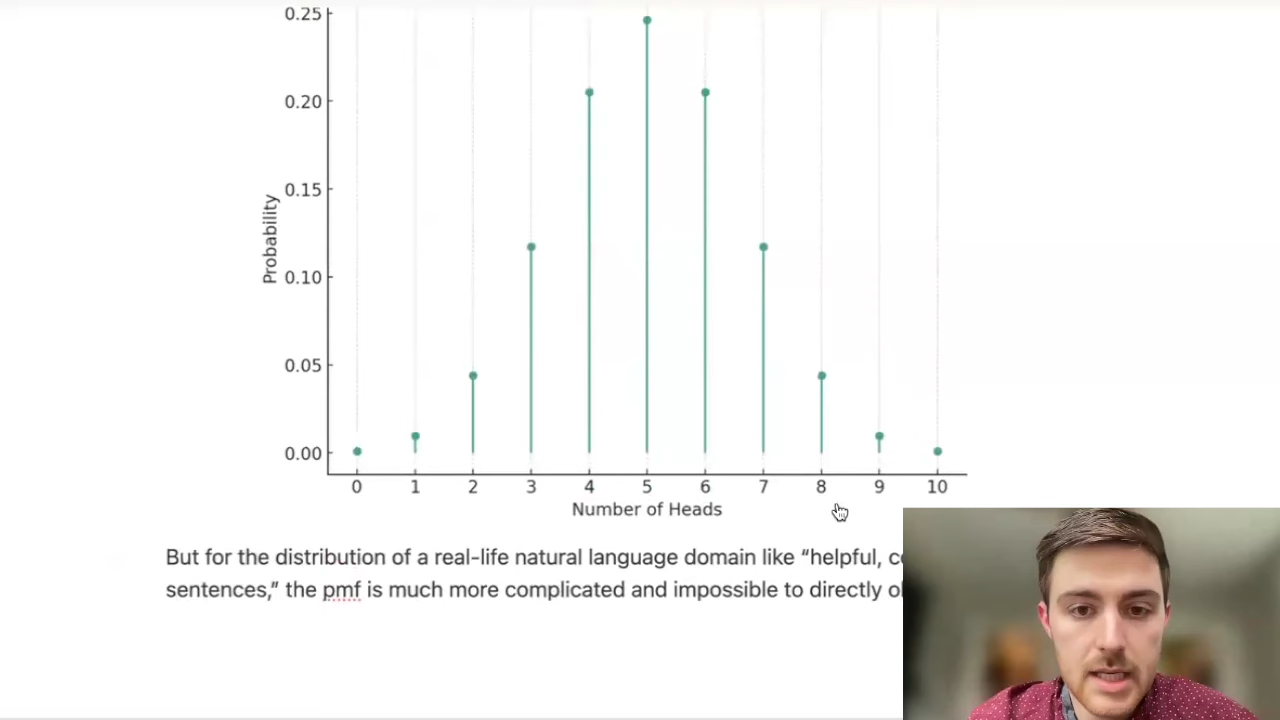 0.25
0.20
0.15
0.10
0.05
0.00
Probability
0 1 2 3 4 5 6 7 8 9 10
Number of Heads
But for the distribution of a real-life natural language domain like “helpful,
sentences,” the pmf is much more complicated and impossible to directly